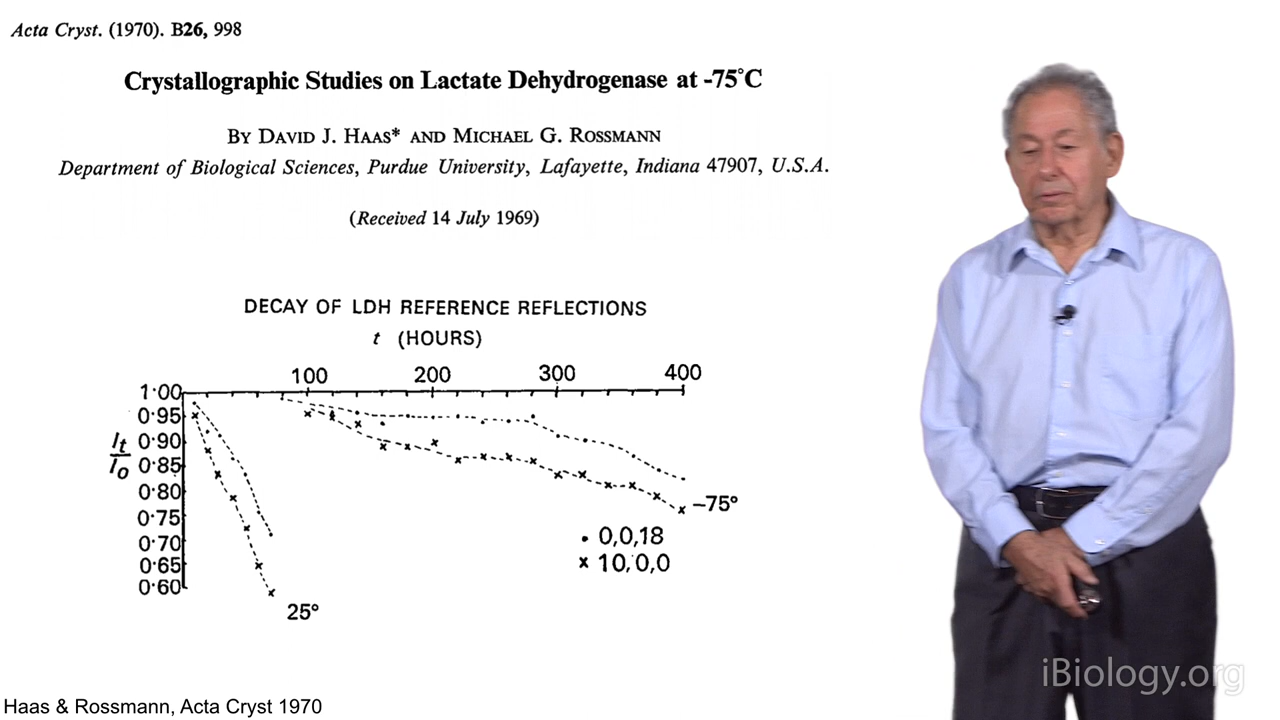 Acta Cryst. (1970). B26, 998
Crystallographic Studies on Lactate Dehydrogenase at -75°C
BY DAVID J. HAAS* AND MICHAEL G. ROSSMANN
Department of Biological Sciences, Purdue University, Lafayette, Indiana 47907, U.S.A.
(Received 14 July 1969)
DECAY OF LDH REFERENCE REFLECTIONS
t (HOURS)
100 200 300 400
1·00
0·95
0·90
0·85
0·80
0·75
0·70
0·65
0·60
It/Io
−75°
• 0,0,18
× 10,0,0
25°
iBiology.org
Haas & Rossmann, Acta Cryst 1970